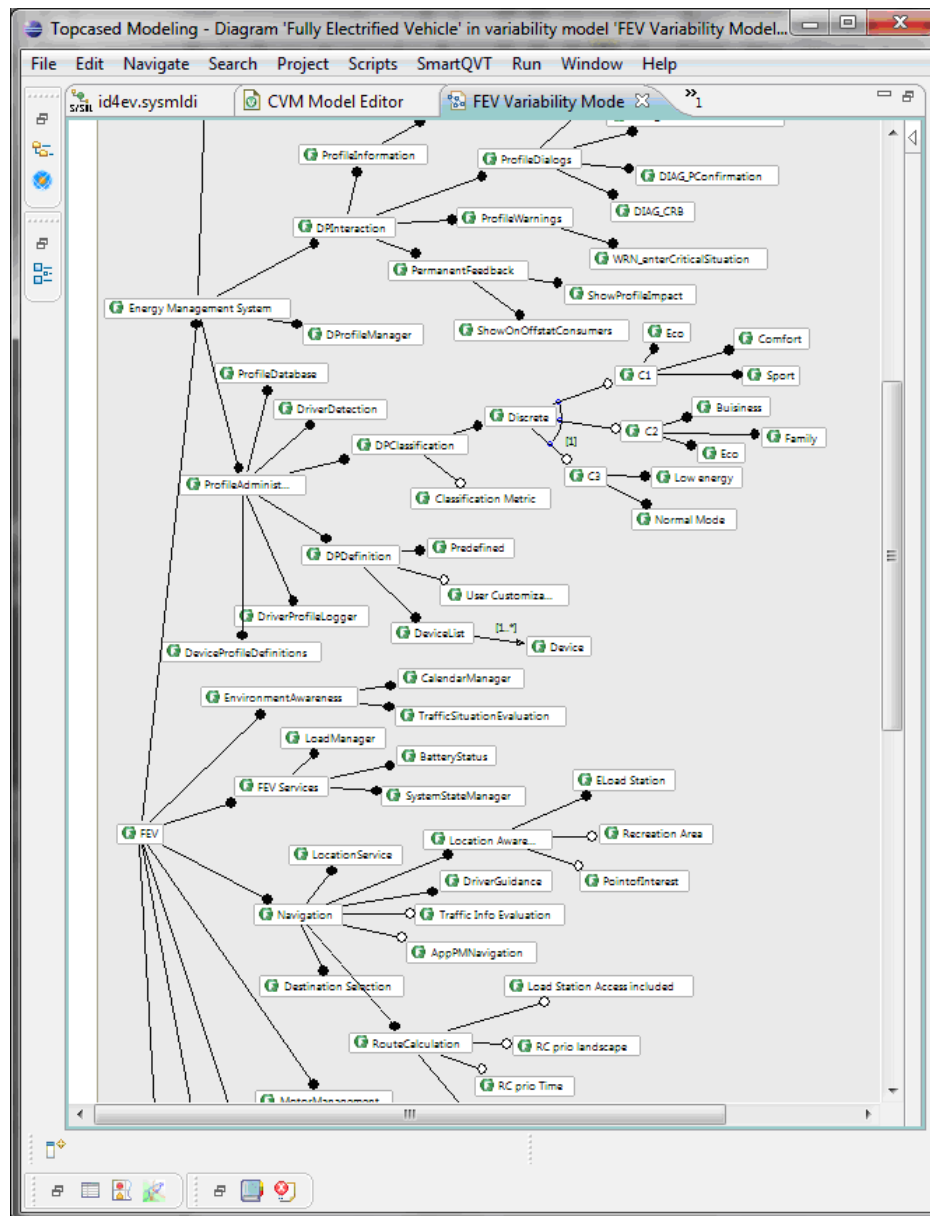 Topcased Modeling - Diagram 'Fully Electrified Vehicle' in variability model 'FEV Variability Model...
File Edit Navigate Search Project Scripts SmartQVT Run Window Help
id4ev.sysmldi CVM Model Editor FEV Variability Mode »1
ProfileInformation
ProfileDialogs
DIAG_PConfirmation
DIAG_CRB
DPInteraction
ProfileWarnings
WRN_enterCriticalSituation
PermanentFeedback
ShowProfileImpact
Energy Management System
DProfileManager
ShowOnOffstatConsumers
Eco
Comfort
ProfileDatabase
C1
Sport
DriverDetection
Discrete
Buisiness
[1]
C2
Family
DPClassification
Eco
ProfileAdminist...
C3
Low energy
Classification Metric
Normal Mode
DPDefinition
Predefined
User Customiza...
DriverProfileLogger
DeviceList
[1..*]
Device
DeviceProfileDefinitions
CalendarManager
EnvironmentAwareness
TrafficSituationEvaluation
LoadManager
BatteryStatus
FEV Services
SystemStateManager
ELoad Station
FEV
Location Aware...
Recreation Area
LocationService
DriverGuidance
PointofInterest
Navigation
Traffic Info Evaluation
AppPMNavigation
Destination Selection
Load Station Access included
RouteCalculation
RC prio landscape
RC prio Time
MotorManagement